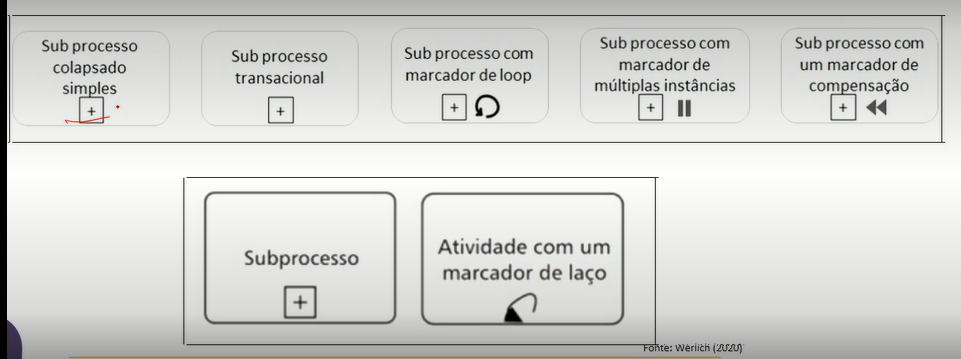 Sub processo
colapsado
simples
+
Sub processo
transacional
+
Sub processo com
marcador de loop
+
Sub processo com
marcador de
múltiplas instâncias
+
Sub processo com
um marcador de
compensação
+
Subprocesso
+
Atividade com um
marcador de laço
Fonte: Werlich (2020)